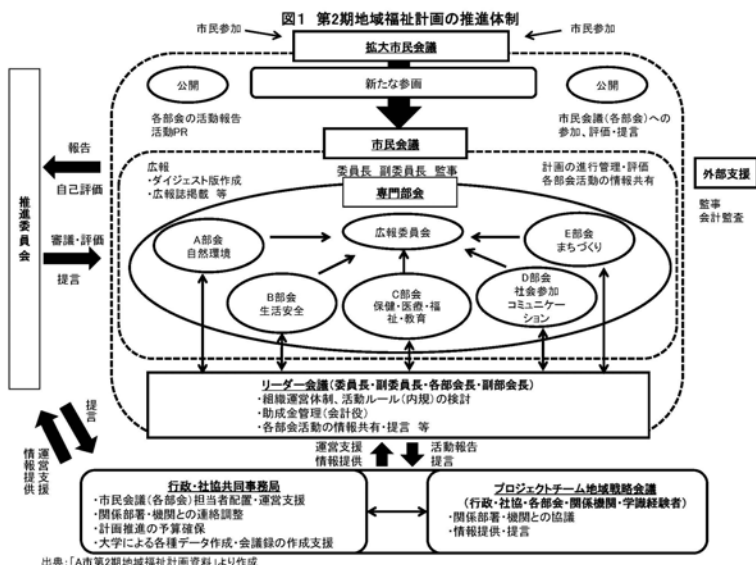 図1 第2期地域福祉計画の推進体制
市民参加
市民参加
拡大市民会議
新たな参画
公開
公開
各部会の活動報告
活動PR
市民会議(各部会)への
参加、評価・提言
市民会議
広報
・ダイジェスト版作成
・広報誌掲載 等
委員長 副委員長 監事
計画の進行管理・評価
各部会活動の情報共有
専門部会
広報委員会
A部会
自然環境
B部会
生活安全
C部会
保健・医療・福
祉・教育
D部会
社会参加
コミュニケー
ション
E部会
まちづくり
推進委員会
報告
自己評価
審議・評価
提言
外部支援
監事
会計監査
リーダー会議(委員長・副委員長・各部会長・副部会長)
・組織運営体制、活動ルール(内規)の検討
・助成金管理(会計役)
・各部会活動の情報共有・提言 等
提言
運営支援
情報提供
運営支援
情報提供
活動報告
提言
行政・社協共同事務局
・市民会議(各部会)担当者配置・運営支援
・関係部署・機関との連絡調整
・計画推進の予算確保
・大学による各種データ作成・会議録の作成支援
プロジェクトチーム地域戦略会議
(行政・社協・各部会・関係機関・学識経験者)
・関係部署・機関との協議
・情報提供・提言
出典:「A市第2期地域福祉計画資料」より作成